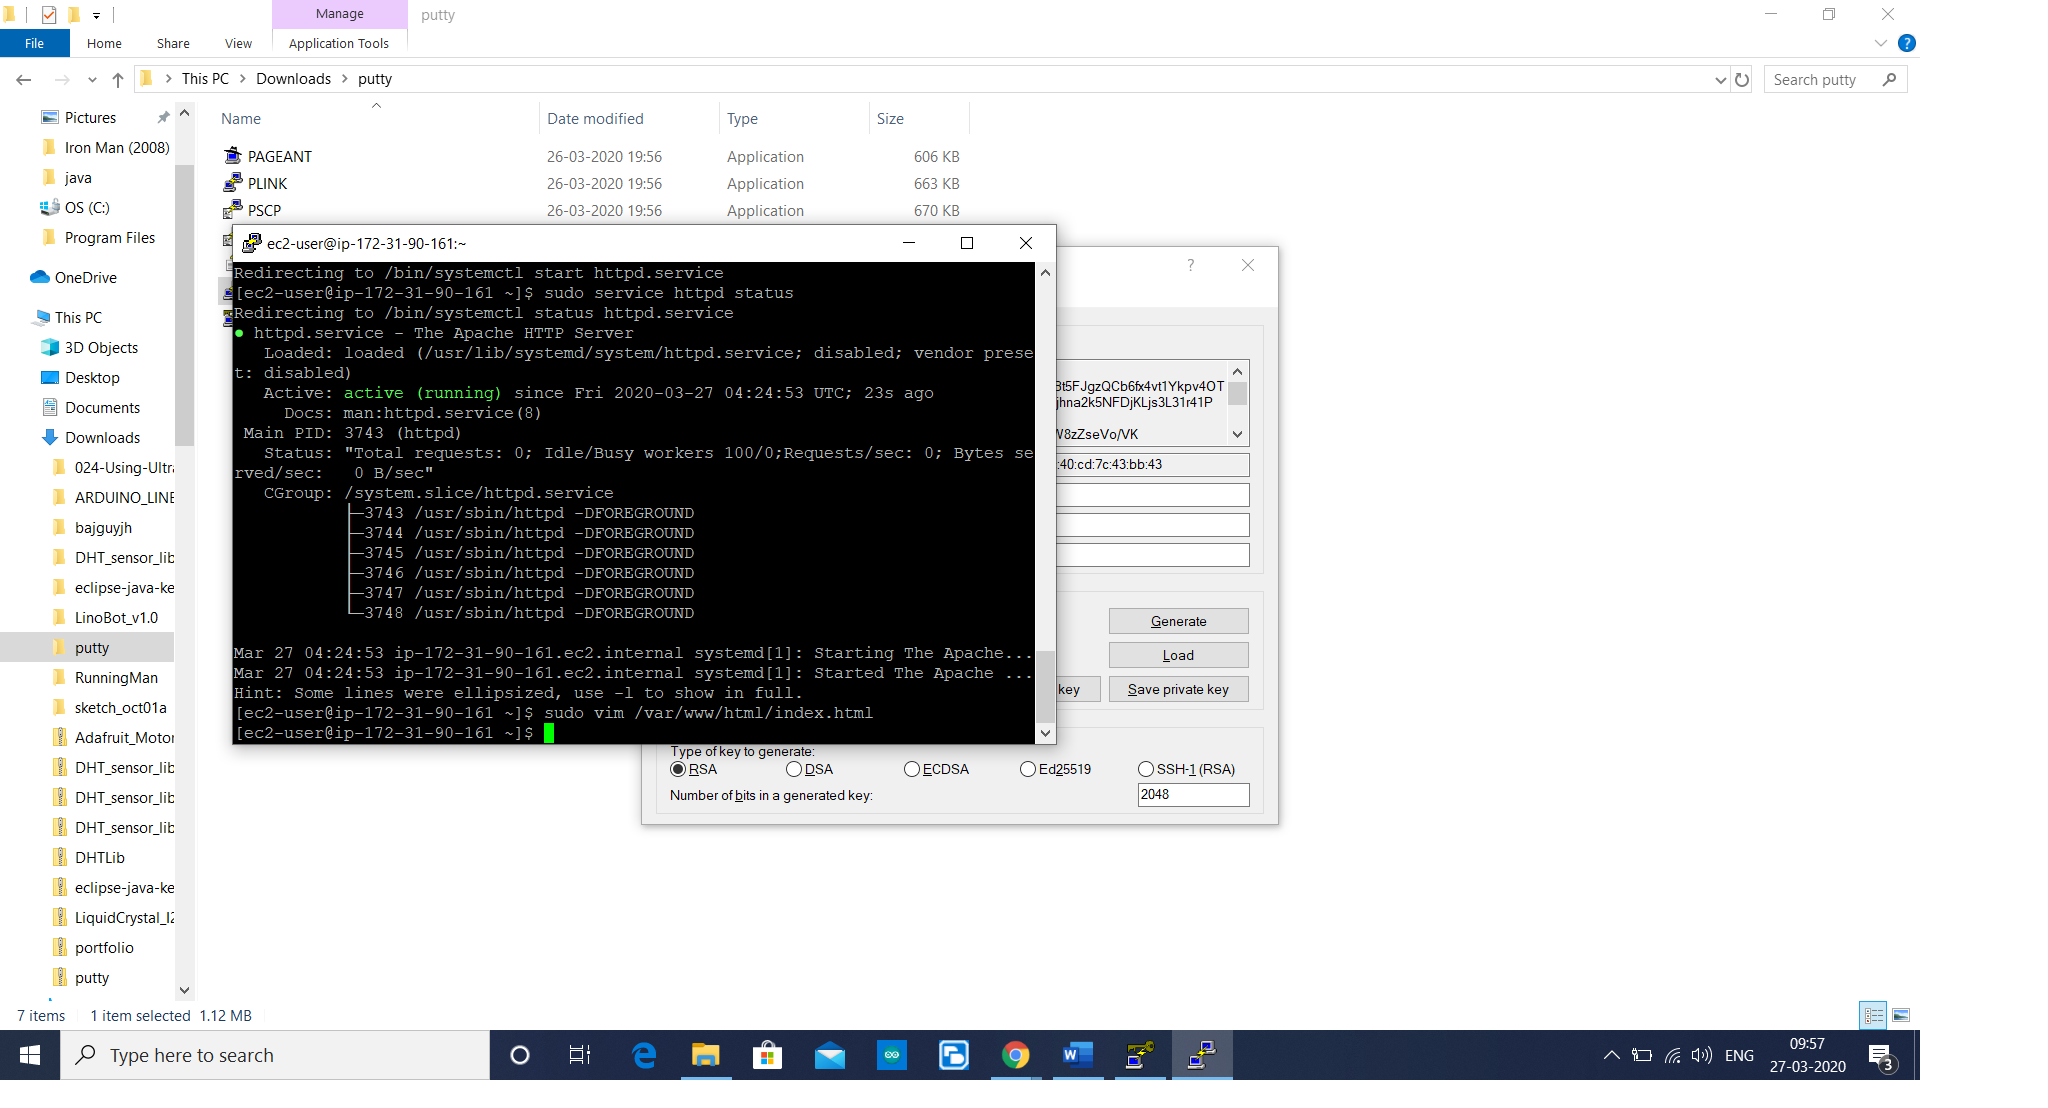 Manage
putty
File
Home
Share
View
Application Tools
This PC
Downloads
putty
Search putty
Pictures
Iron Man (2008)
java
OS (C:)
Program Files
OneDrive
This PC
3D Objects
Desktop
Documents
Downloads
024-Using-Ultr
ARDUINO_LINE
bajguyjh
DHT_sensor_lib
eclipse-java-ke
LinoBot_v1.0
putty
RunningMan
sketch_oct01a
Adafruit_Motor
DHT_sensor_lib
DHT_sensor_lib
DHT_sensor_lib
DHTLib
eclipse-java-ke
LiquidCrystal_I2
portfolio
putty
Name Date modified Type Size
PAGEANT 26-03-2020 19:56 Application 606 KB
PLINK 26-03-2020 19:56 Application 663 KB
PSCP 26-03-2020 19:56 Application 670 KB
ec2-user@ip-172-31-90-161:~
Redirecting to /bin/systemctl start httpd.service
[ec2-user@ip-172-31-90-161 ~]$ sudo service httpd status
Redirecting to /bin/systemctl status httpd.service
● httpd.service - The Apache HTTP Server
Loaded: loaded (/usr/lib/systemd/system/httpd.service; disabled; vendor prese
t: disabled)
Active: active (running) since Fri 2020-03-27 04:24:53 UTC; 23s ago
Docs: man:httpd.service(8)
Main PID: 3743 (httpd)
Status: "Total requests: 0; Idle/Busy workers 100/0;Requests/sec: 0; Bytes se
rved/sec:   0 B/sec"
CGroup: /system.slice/httpd.service
├─3743 /usr/sbin/httpd -DFOREGROUND
├─3744 /usr/sbin/httpd -DFOREGROUND
├─3745 /usr/sbin/httpd -DFOREGROUND
├─3746 /usr/sbin/httpd -DFOREGROUND
├─3747 /usr/sbin/httpd -DFOREGROUND
└─3748 /usr/sbin/httpd -DFOREGROUND
Mar 27 04:24:53 ip-172-31-90-161.ec2.internal systemd[1]: Starting The Apache...
Mar 27 04:24:53 ip-172-31-90-161.ec2.internal systemd[1]: Started The Apache ...
Hint: Some lines were ellipsized, use -l to show in full.
[ec2-user@ip-172-31-90-161 ~]$ sudo vim /var/www/html/index.html
[ec2-user@ip-172-31-90-161 ~]$
?
3t5FJgzQCb6fx4vt1Ykpv4OT
jhna2k5NFDjKLjs3L31r41P
W8zZseVo/VK
:40:cd:7c:43:bb:43
Generate
Load
key
Save private key
Type of key to generate:
RSA
DSA
ECDSA
Ed25519
SSH-1 (RSA)
Number of bits in a generated key:
2048
7 items 1 item selected 1.12 MB
Type here to search
ENG
09:57
27-03-2020
3